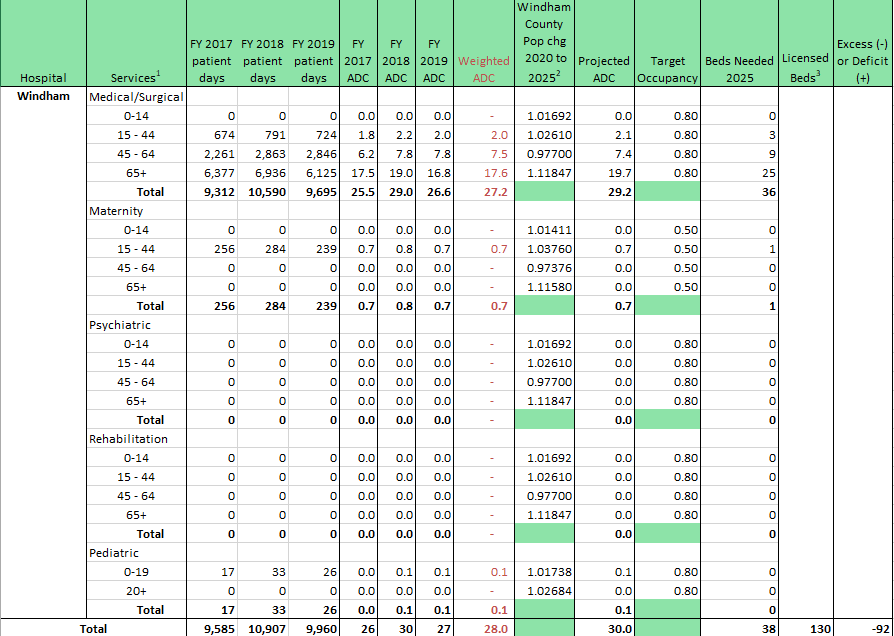 Hospital Services1 FY 2017 patient days FY 2018 patient days FY 2019 patient days FY 2017 ADC FY 2018 ADC FY 2019 ADC Weighted ADC Windham County Pop chg 2020 to 20252 Projected ADC Target Occupancy Beds Needed 2025 Licensed Beds3 Excess (-) or Deficit (+)
Windham Medical/Surgical
0-14 0 0 0 0.0 0.0 0.0 - 1.01692 0.0 0.80 0
15 - 44 674 791 724 1.8 2.2 2.0 2.0 1.02610 2.1 0.80 3
45 - 64 2,261 2,863 2,846 6.2 7.8 7.8 7.5 0.97700 7.4 0.80 9
65+ 6,377 6,936 6,125 17.5 19.0 16.8 17.6 1.11847 19.7 0.80 25
Total 9,312 10,590 9,695 25.5 29.0 26.6 27.2 29.2 36
Maternity
0-14 0 0 0 0.0 0.0 0.0 - 1.01411 0.0 0.50 0
15 - 44 256 284 239 0.7 0.8 0.7 0.7 1.03760 0.7 0.50 1
45 - 64 0 0 0 0.0 0.0 0.0 - 0.97376 0.0 0.50 0
65+ 0 0 0 0.0 0.0 0.0 - 1.11580 0.0 0.50 0
Total 256 284 239 0.7 0.8 0.7 0.7 0.7 1
Psychiatric
0-14 0 0 0 0.0 0.0 0.0 - 1.01692 0.0 0.80 0
15 - 44 0 0 0 0.0 0.0 0.0 - 1.02610 0.0 0.80 0
45 - 64 0 0 0 0.0 0.0 0.0 - 0.97700 0.0 0.80 0
65+ 0 0 0 0.0 0.0 0.0 - 1.11847 0.0 0.80 0
Total 0 0 0 0.0 0.0 0.0 - 0.0 0
Rehabilitation
0-14 0 0 0 0.0 0.0 0.0 - 1.01692 0.0 0.80 0
15 - 44 0 0 0 0.0 0.0 0.0 - 1.02610 0.0 0.80 0
45 - 64 0 0 0 0.0 0.0 0.0 - 0.97700 0.0 0.80 0
65+ 0 0 0 0.0 0.0 0.0 - 1.11847 0.0 0.80 0
Total 0 0 0 0.0 0.0 0.0 - 0.0 0
Pediatric
0-19 17 33 26 0.0 0.1 0.1 0.1 1.01738 0.1 0.80 0
20+ 0 0 0 0.0 0.0 0.0 - 1.02684 0.0 0.80 0
Total 17 33 26 0.0 0.1 0.1 0.1 0.1 0
Total 9,585 10,907 9,960 26 30 27 28.0 30.0 38 130 -92